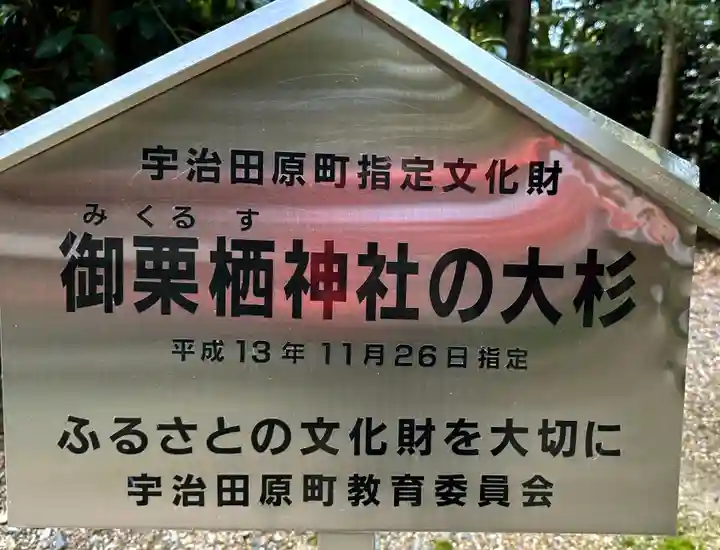 宇治田原町指定文化財
みくるす
御栗栖神社の大杉
平成13年11月26日指定
ふるさとの文化財を大切に
宇治田原町教育委員会